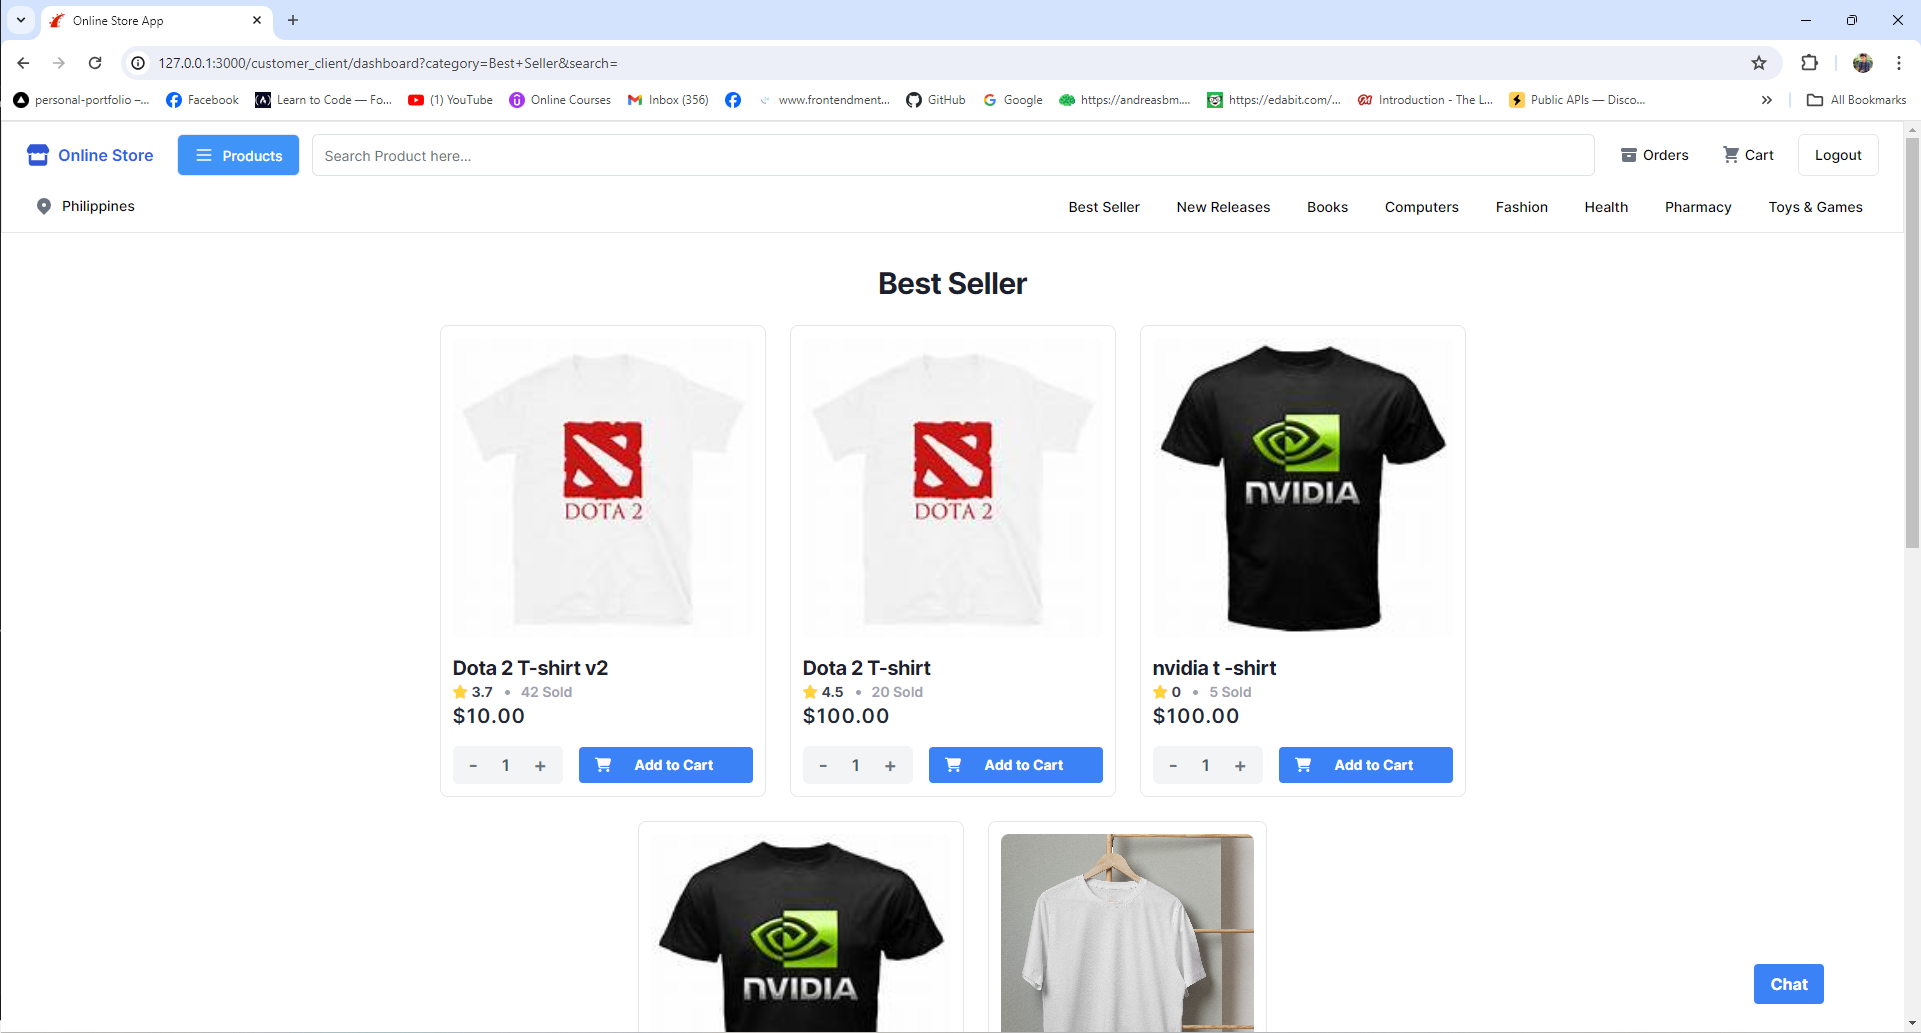 Online Store App
127.0.0.1:3000/customer_client/dashboard?category=Best+Seller&search=
personal-portfolio –... Facebook Learn to Code — Fo... (1) YouTube Online Courses Inbox (356) www.frontendment... GitHub Google https://andreasbm.... https://edabit.com/... Introduction - The L... Public APIs — Disco... All Bookmarks
Online Store Products Search Product here... Orders Cart Logout
Philippines Best Seller New Releases Books Computers Fashion Health Pharmacy Toys & Games
Best Seller
DOTA 2
DOTA 2
NVIDIA
Dota 2 T-shirt v2 Dota 2 T-shirt nvidia t -shirt
3.7 • 42 Sold 4.5 • 20 Sold 0 • 5 Sold
$10.00 $100.00 $100.00
- 1 + Add to Cart - 1 + Add to Cart - 1 + Add to Cart
NVIDIA
Chat